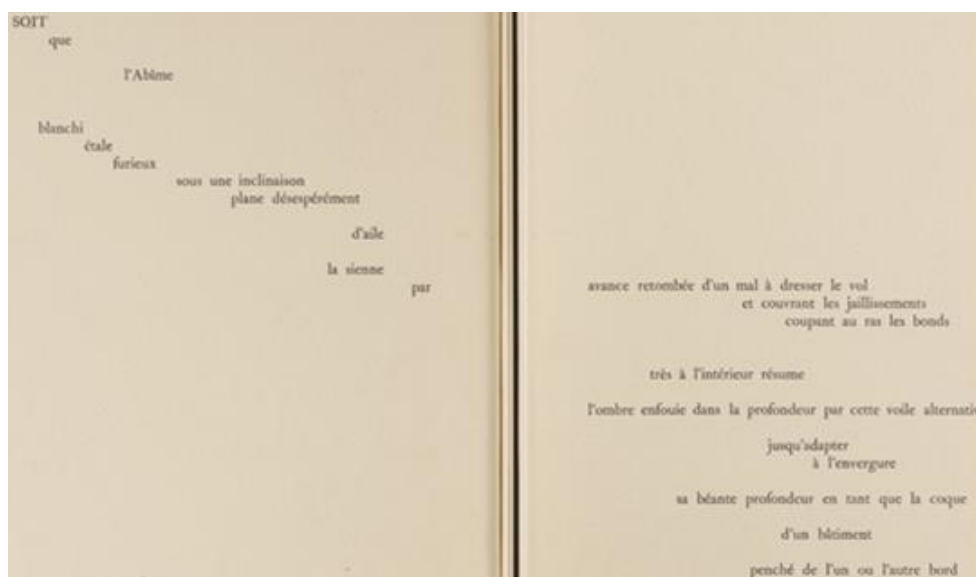 SOIT
que
l'Abîme
blanchi
étale
furieux
sous une inclinaison
plane désespérément
d'aile
la sienne
par
avance retombée d'un mal à dresser le vol
et couvrant les jaillissements
coupant au ras les bonds
très à l'intérieur résume
l'ombre enfouie dans la profondeur par cette voile alternati
jusqu'adapter
à l'envergure
sa béante profondeur en tant que la coque
d'un bâtiment
penché de l'un ou l'autre bord